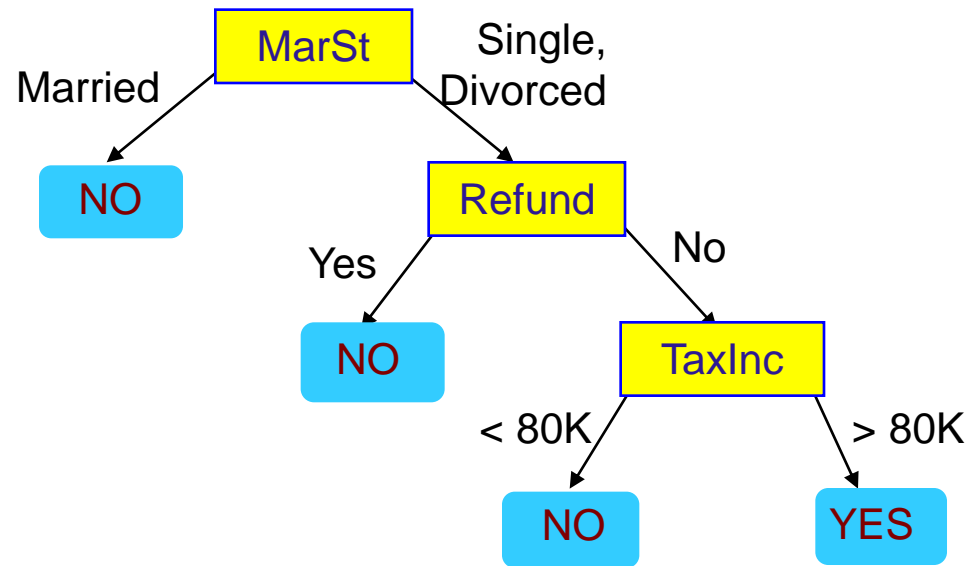 MarSt
Single,
Divorced
Married
NO
Refund
Yes
No
NO
TaxInc
< 80K
> 80K
NO
YES